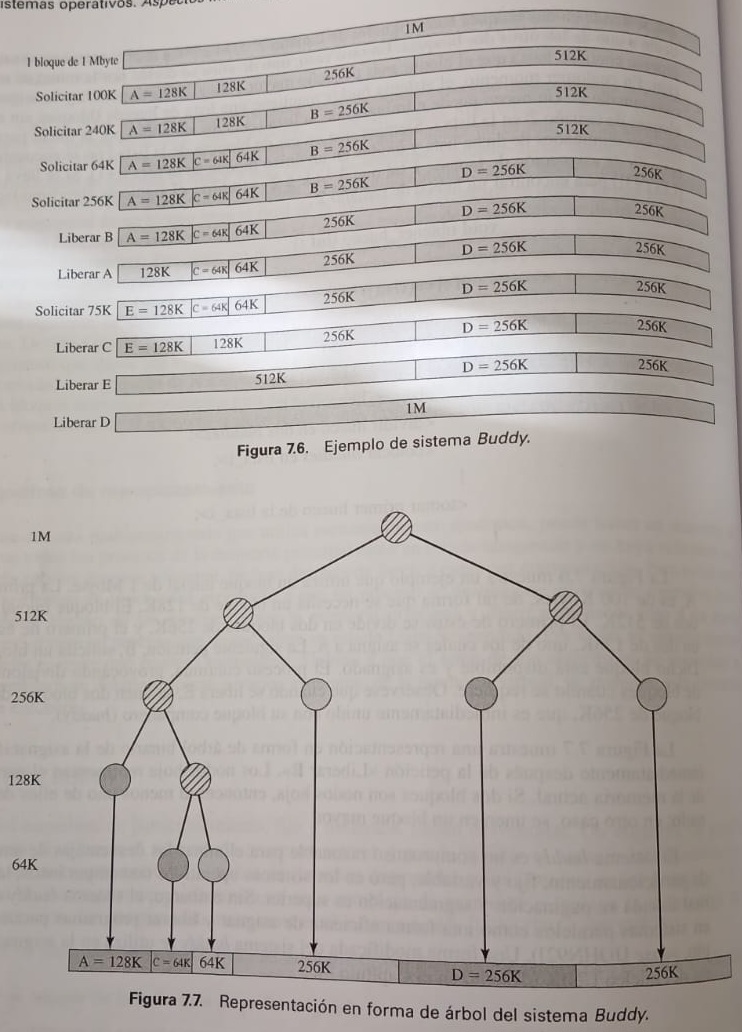 istemas operativos. Aspectos
1M
1 bloque de 1 Mbyte
Solicitar 100K A = 128K 128K 256K 512K
Solicitar 240K A = 128K 128K B = 256K 512K
Solicitar 64K A = 128K C = 64K 64K B = 256K 512K
Solicitar 256K A = 128K C = 64K 64K B = 256K D = 256K 256K
Liberar B A = 128K C = 64K 64K 256K D = 256K 256K
Liberar A 128K C = 64K 64K 256K D = 256K 256K
Solicitar 75K E = 128K C = 64K 64K 256K D = 256K 256K
Liberar C E = 128K 128K 256K D = 256K 256K
Liberar E 512K D = 256K 256K
Liberar D 1M
Figura 7.6. Ejemplo de sistema Buddy.
1M
512K
256K
128K
64K
A = 128K C = 64K 64K 256K D = 256K 256K
Figura 7.7. Representación en forma de árbol del sistema Buddy.